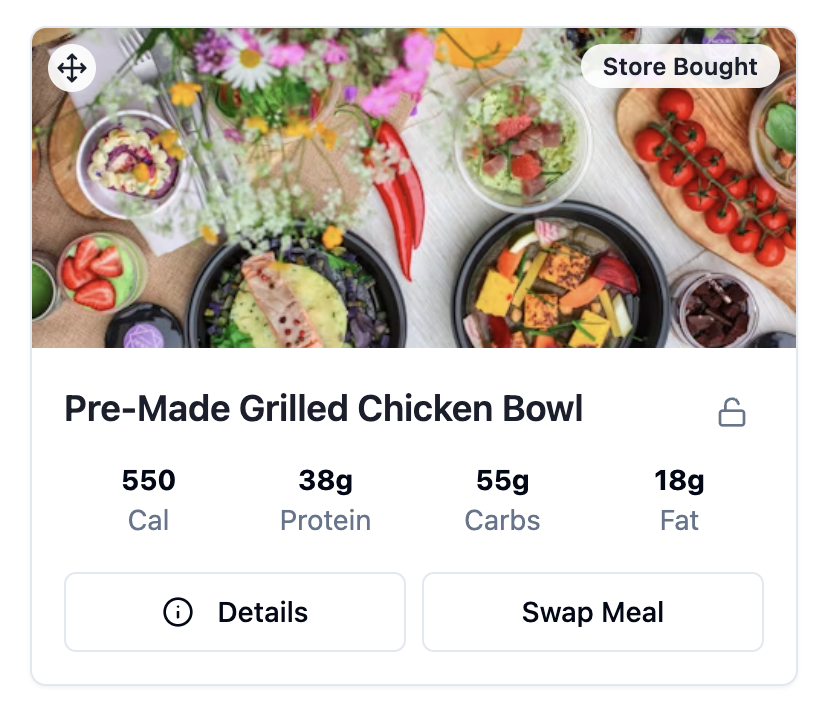 Store Bought
Pre-Made Grilled Chicken Bowl
550 38g 55g 18g
Cal Protein Carbs Fat
Details Swap Meal